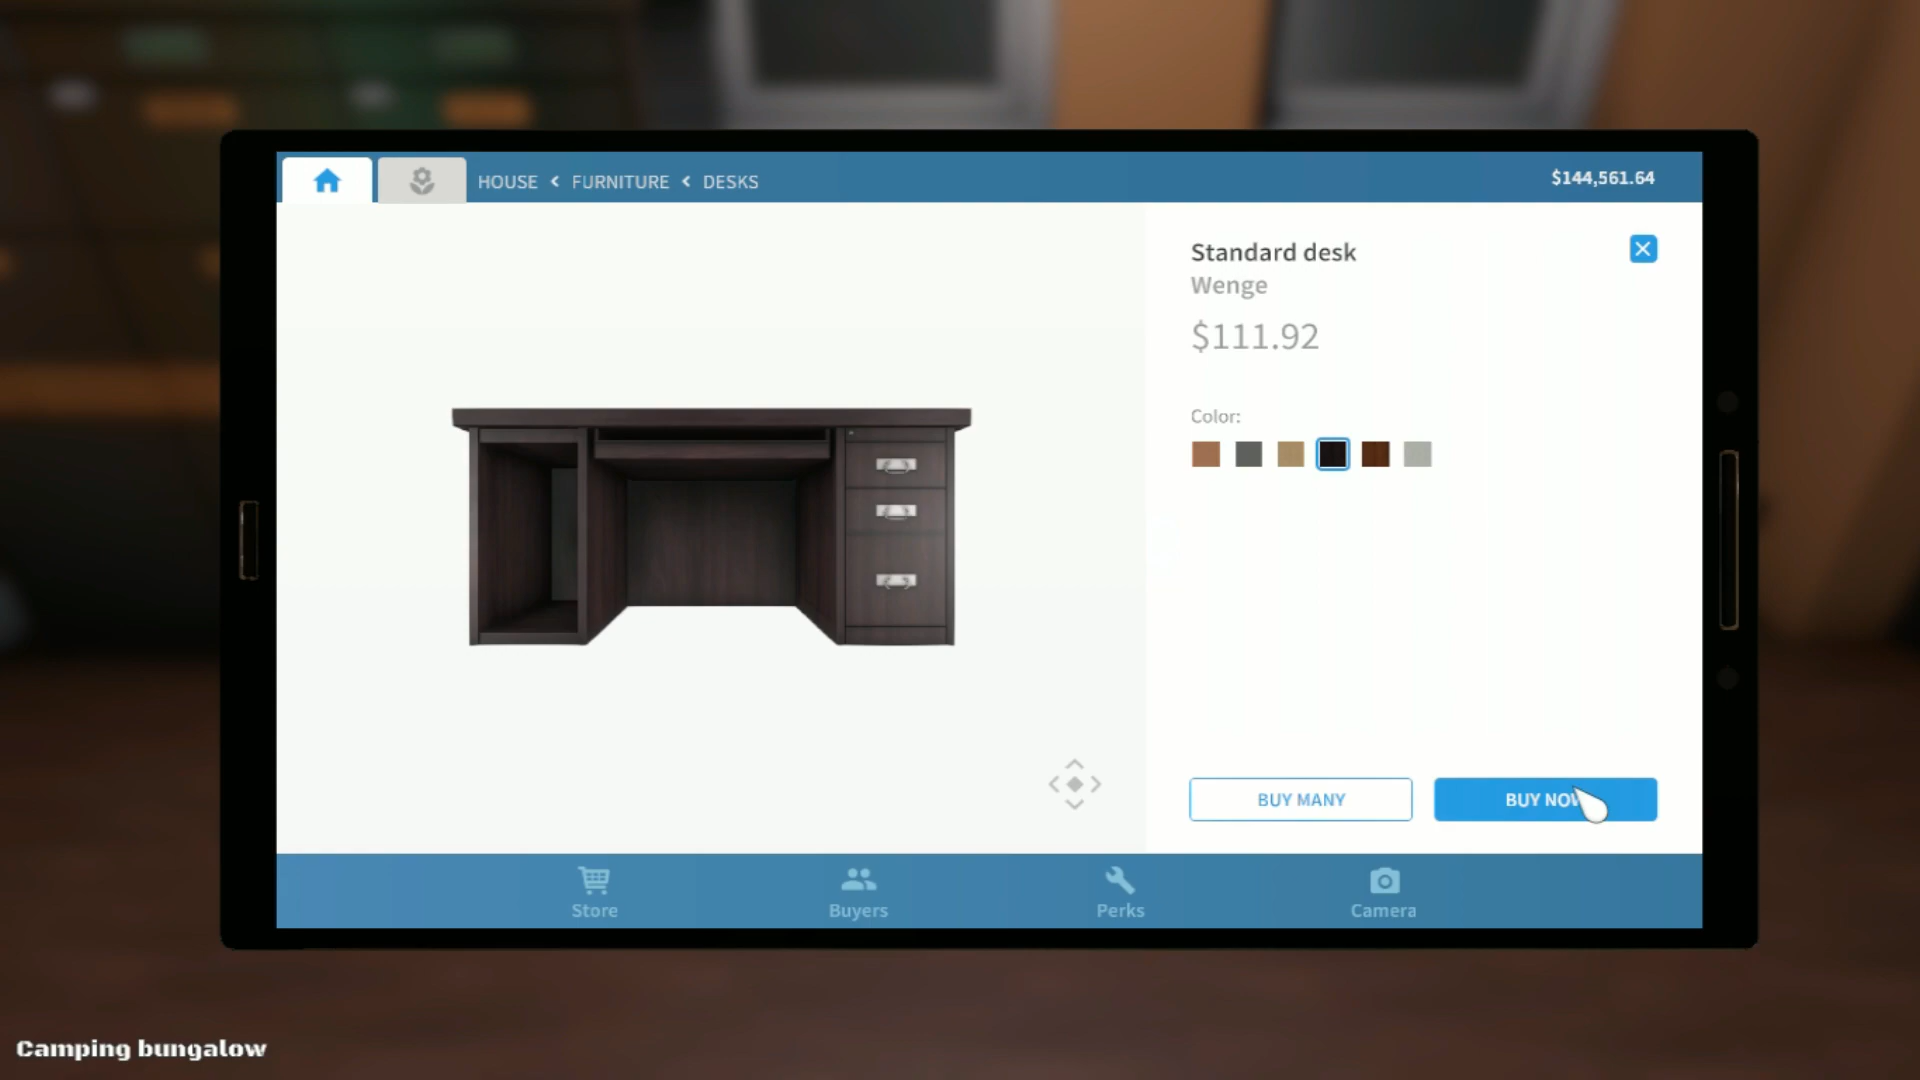 HOUSE < FURNITURE < DESKS
$144,561.64
Standard desk
Wenge
$111.92
Color:
BUY MANY
BUY NOW
Store
Buyers
Perks
Camera
Camping bungalow